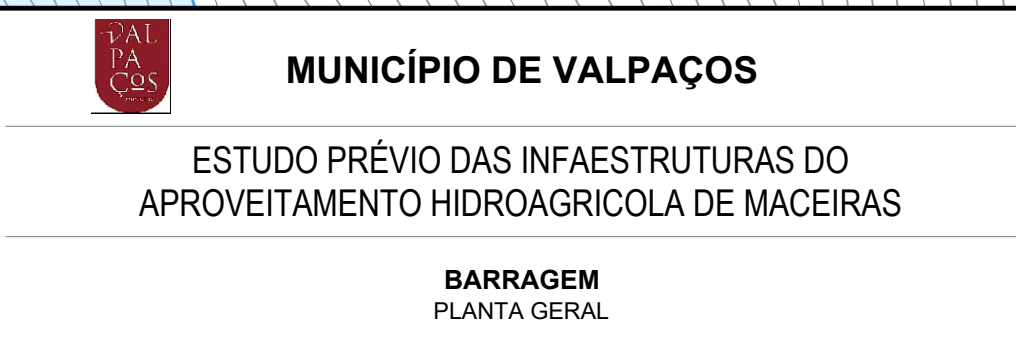 VAL
PA
ÇOS
MUNICÍPIO DE VALPAÇOS
ESTUDO PRÉVIO DAS INFAESTRUTURAS DO
APROVEITAMENTO HIDROAGRICOLA DE MACEIRAS
BARRAGEM
PLANTA GERAL